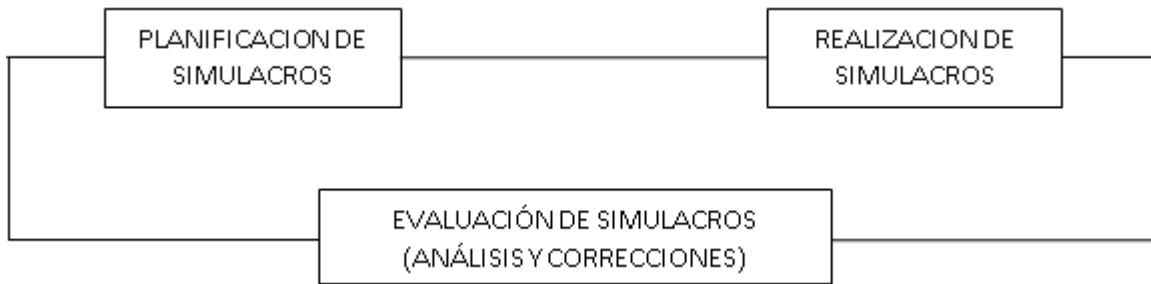 PLANIFICACION DE
SIMULACROS
REALIZACION DE
SIMULACROS
EVALUACIÓN DE SIMULACROS
(ANÁLISIS Y CORRECCIONES)